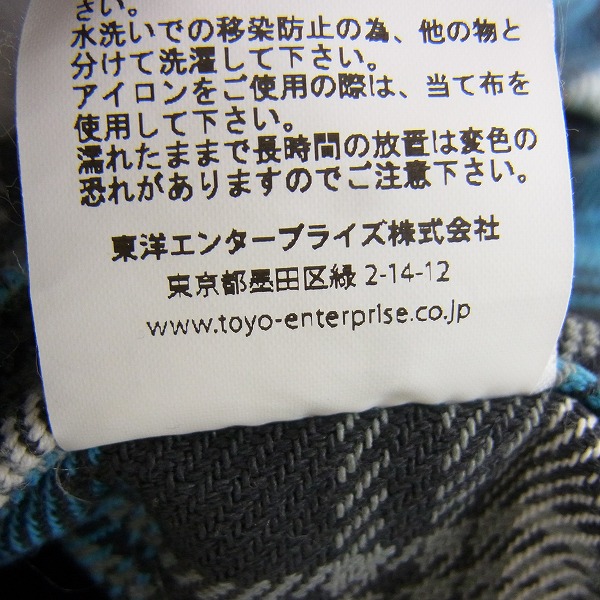 さい。
水洗いでの移染防止の為、他の物と
分けて洗濯して下さい。
アイロンをご使用の際は、当て布を
使用して下さい。
濡れたままで長時間の放置は変色の
恐れがありますのでご注意下さい。
東洋エンタープライズ株式会社
東京都墨田区緑 2-14-12
www.toyo-enterprise.co.jp